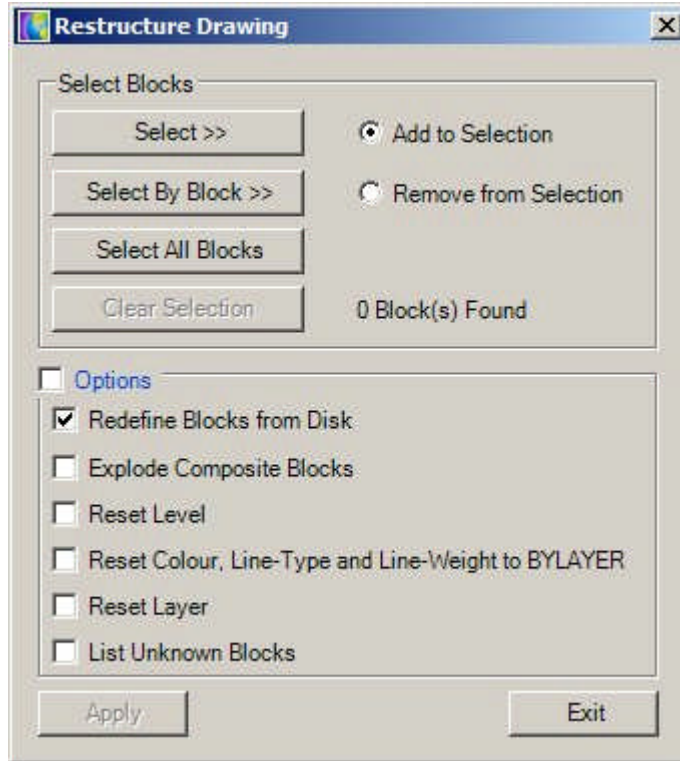 Restructure Drawing
Select Blocks
Select >>
Add to Selection
Select By Block >>
Remove from Selection
Select All Blocks
Clear Selection
0 Block(s) Found
Options
Redefine Blocks from Disk
Explode Composite Blocks
Reset Level
Reset Colour, Line-Type and Line-Weight to BYLAYER
Reset Layer
List Unknown Blocks
Apply
Exit